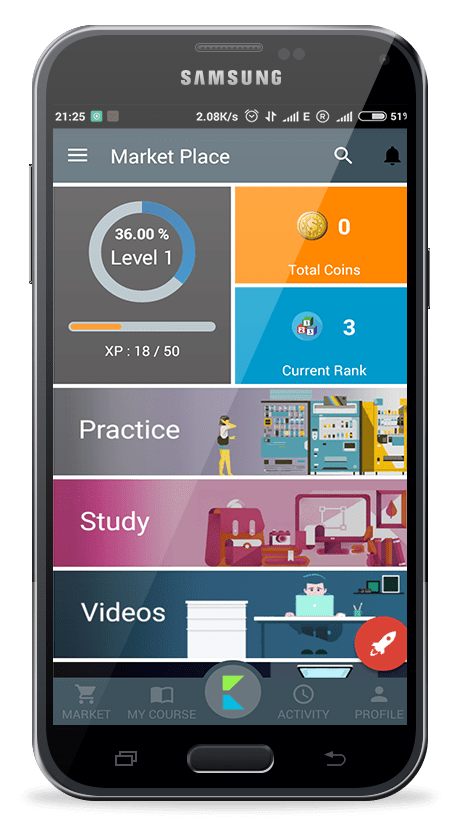 SAMSUNG
21:25 2.08K/s E R 51%
Market Place
36.00 %
Level 1
XP : 18 / 50
0
Total Coins
3
Current Rank
Practice
Study
Videos
MARKET MY COURSE ACTIVITY PROFILE